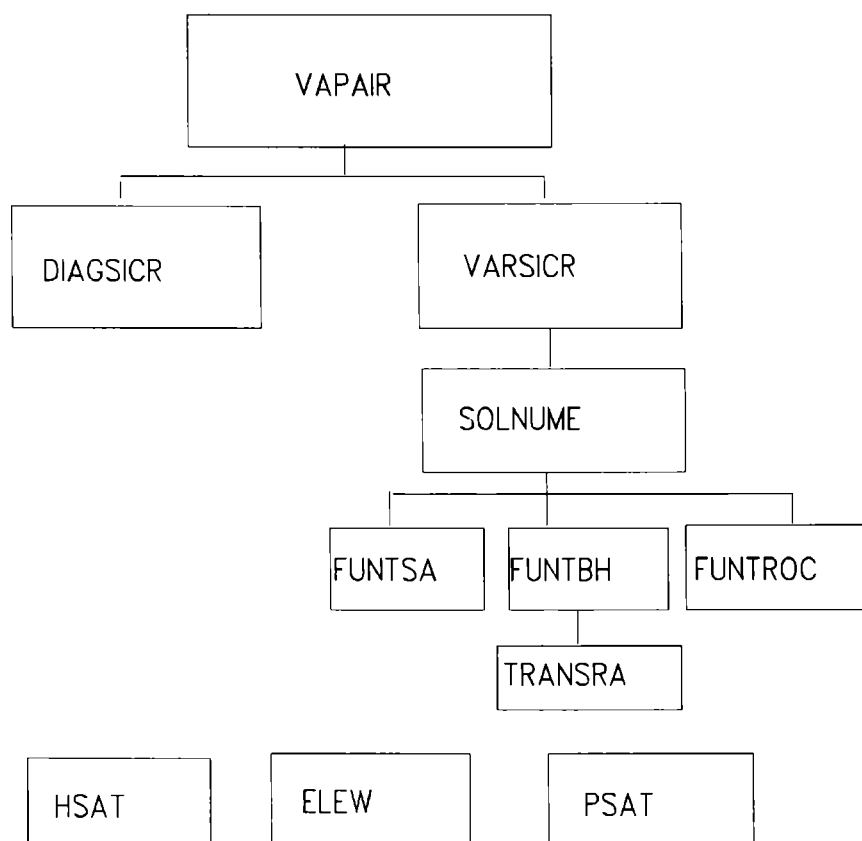 VAPAIR
DIAGSICR
VARSICR
SOLNUME
FUNTSA
FUNTBH
FUNTROC
TRANSRA
HSAT
ELEW
PSAT